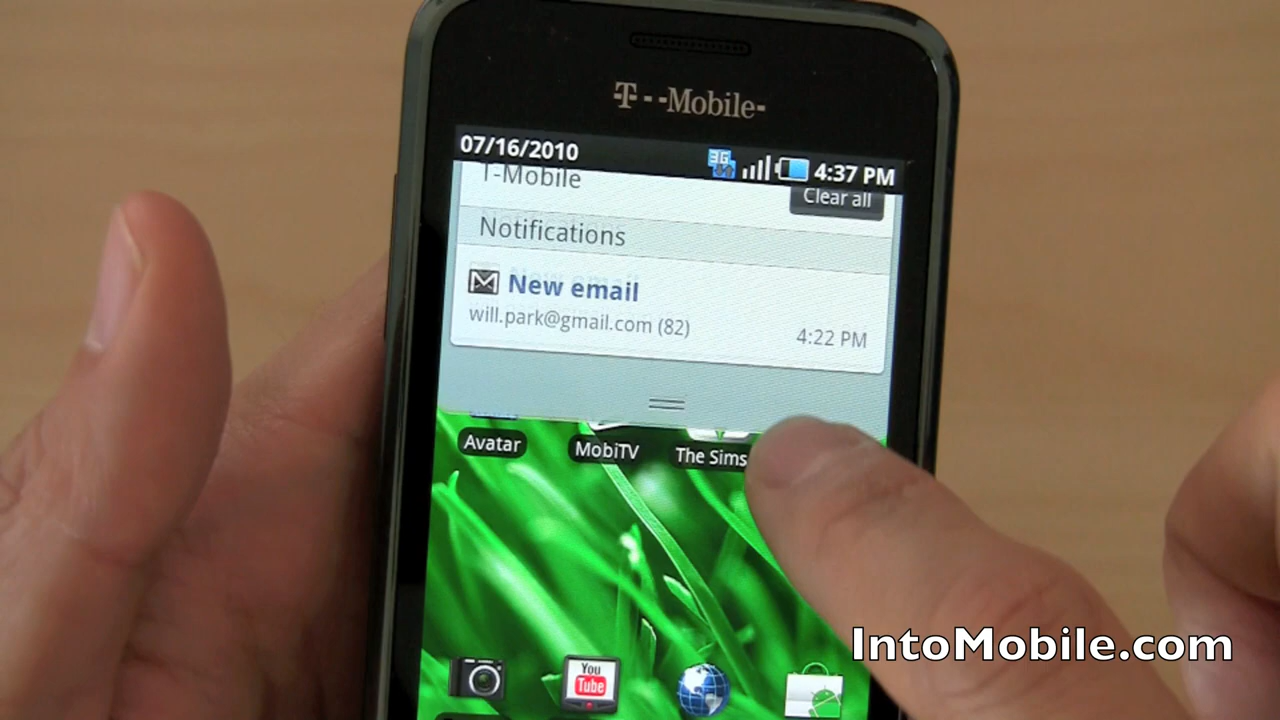 T-Mobile-
07/16/2010 3G 4:37 PM
T-Mobile
Clear all
Notifications
New email
will.park@gmail.com (82)
4:22 PM
Avatar MobiTV The Sims
You
Tube
IntoMobile.com